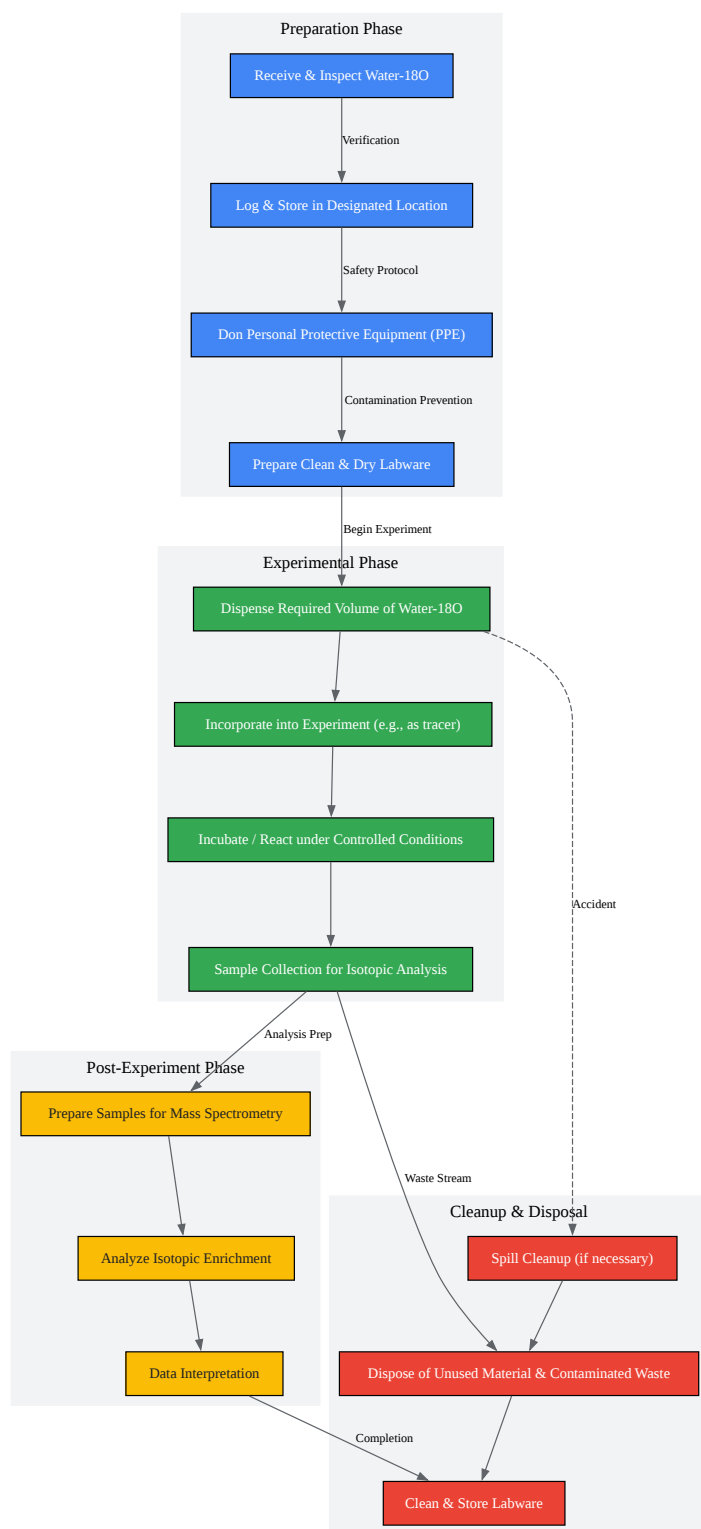 Preparation Phase
Receive & Inspect Water-18O
Verification
Log & Store in Designated Location
Safety Protocol
Don Personal Protective Equipment (PPE)
Contamination Prevention
Prepare Clean & Dry Labware
Begin Experiment
Experimental Phase
Dispense Required Volume of Water-18O
Incorporate into Experiment (e.g., as tracer)
Incubate / React under Controlled Conditions
Accident
Sample Collection for Isotopic Analysis
Analysis Prep
Post-Experiment Phase
Prepare Samples for Mass Spectrometry
Waste Stream
Cleanup & Disposal
Analyze Isotopic Enrichment
Spill Cleanup (if necessary)
Data Interpretation
Dispose of Unused Material & Contaminated Waste
Completion
Clean & Store Labware